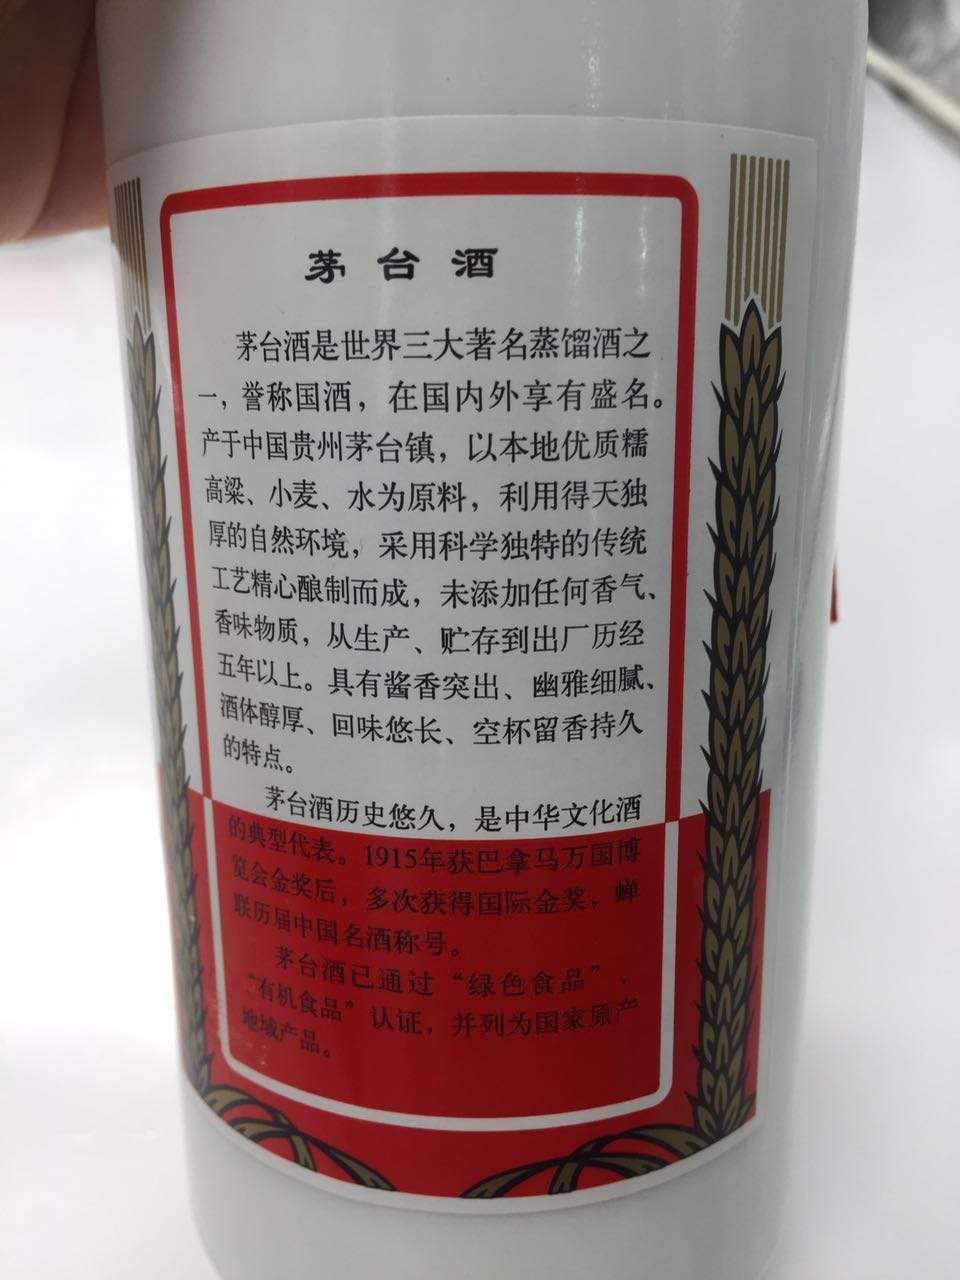 茅台酒
茅台酒是世界三大著名蒸馏酒之
一，誉称国酒，在国内外享有盛名。
产于中国贵州茅台镇，以本地优质糯
高粱、小麦、水为原料，利用得天独
厚的自然环境，采用科学独特的传统
工艺精心酿制而成，未添加任何香气、
香味物质，从生产、贮存到出厂历经
五年以上。具有酱香突出、幽雅细腻、
酒体醇厚、回味悠长、空杯留香持久
的特点。
茅台酒历史悠久，是中华文化酒
的典型代表。1915年获巴拿马万国博
览会金奖后，多次获得国际金奖，蝉
联历届中国名酒称号。
茅台酒已通过“绿色食品”、
“有机食品”认证，并列为国家原产
地域产品。